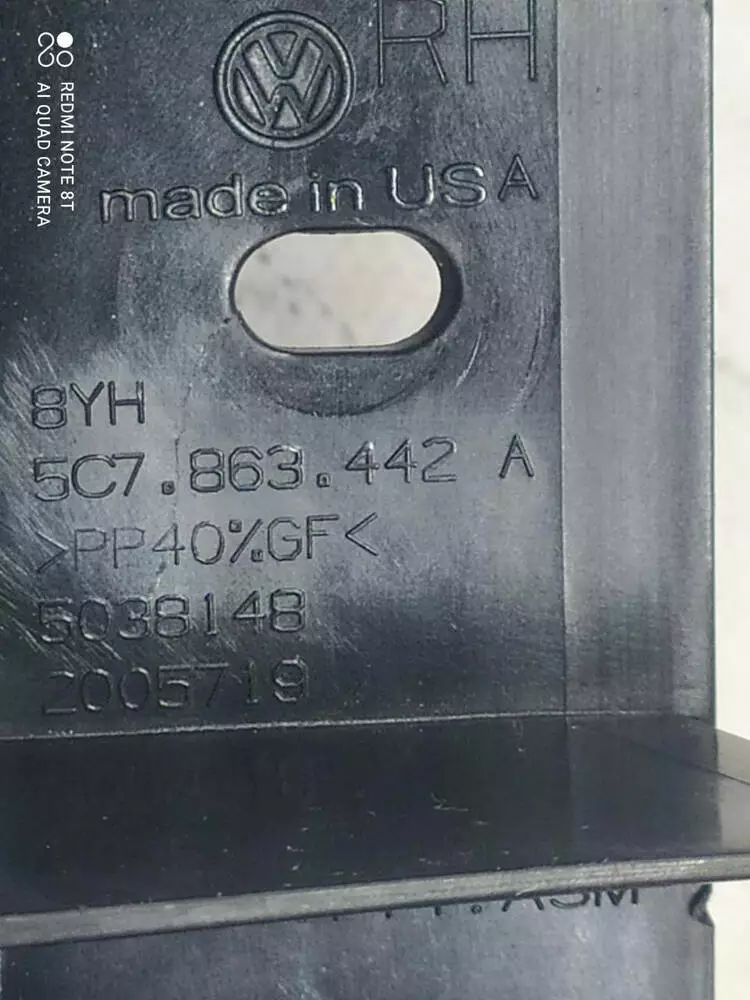 RH
made in USA
8YH
5C7.863.442 A
>PP40%GF<
5038148
2005719
REDMI NOTE 8T
AI QUAD CAMERA